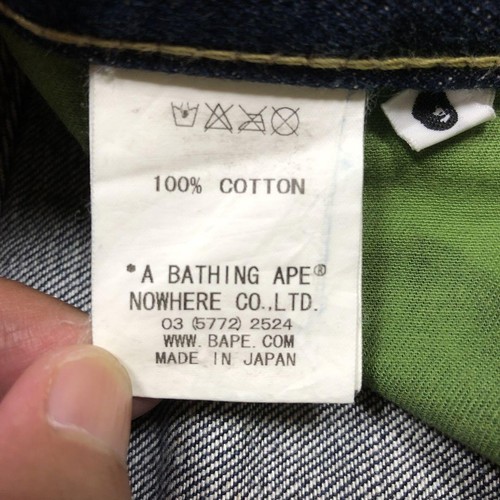 100% COTTON
*A BATHING APE®
NOWHERE CO.,LTD.
03 (5772) 2524
WWW.BAPE.COM
MADE IN JAPAN